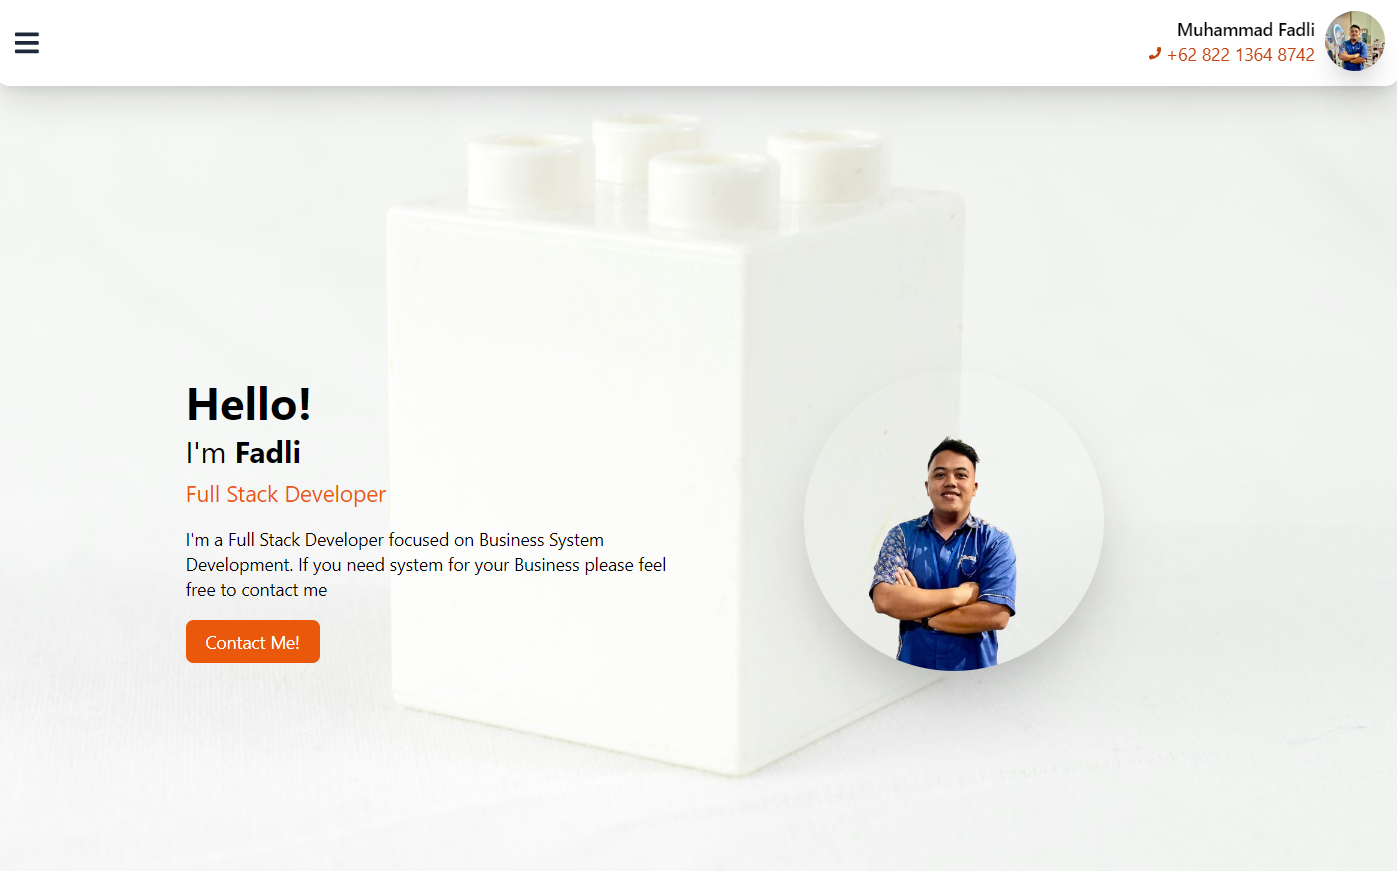 Muhammad Fadli
+62 822 1364 8742
Hello!
I'm Fadli
Full Stack Developer
I'm a Full Stack Developer focused on Business System
Development. If you need system for your Business please feel
free to contact me
Contact Me!